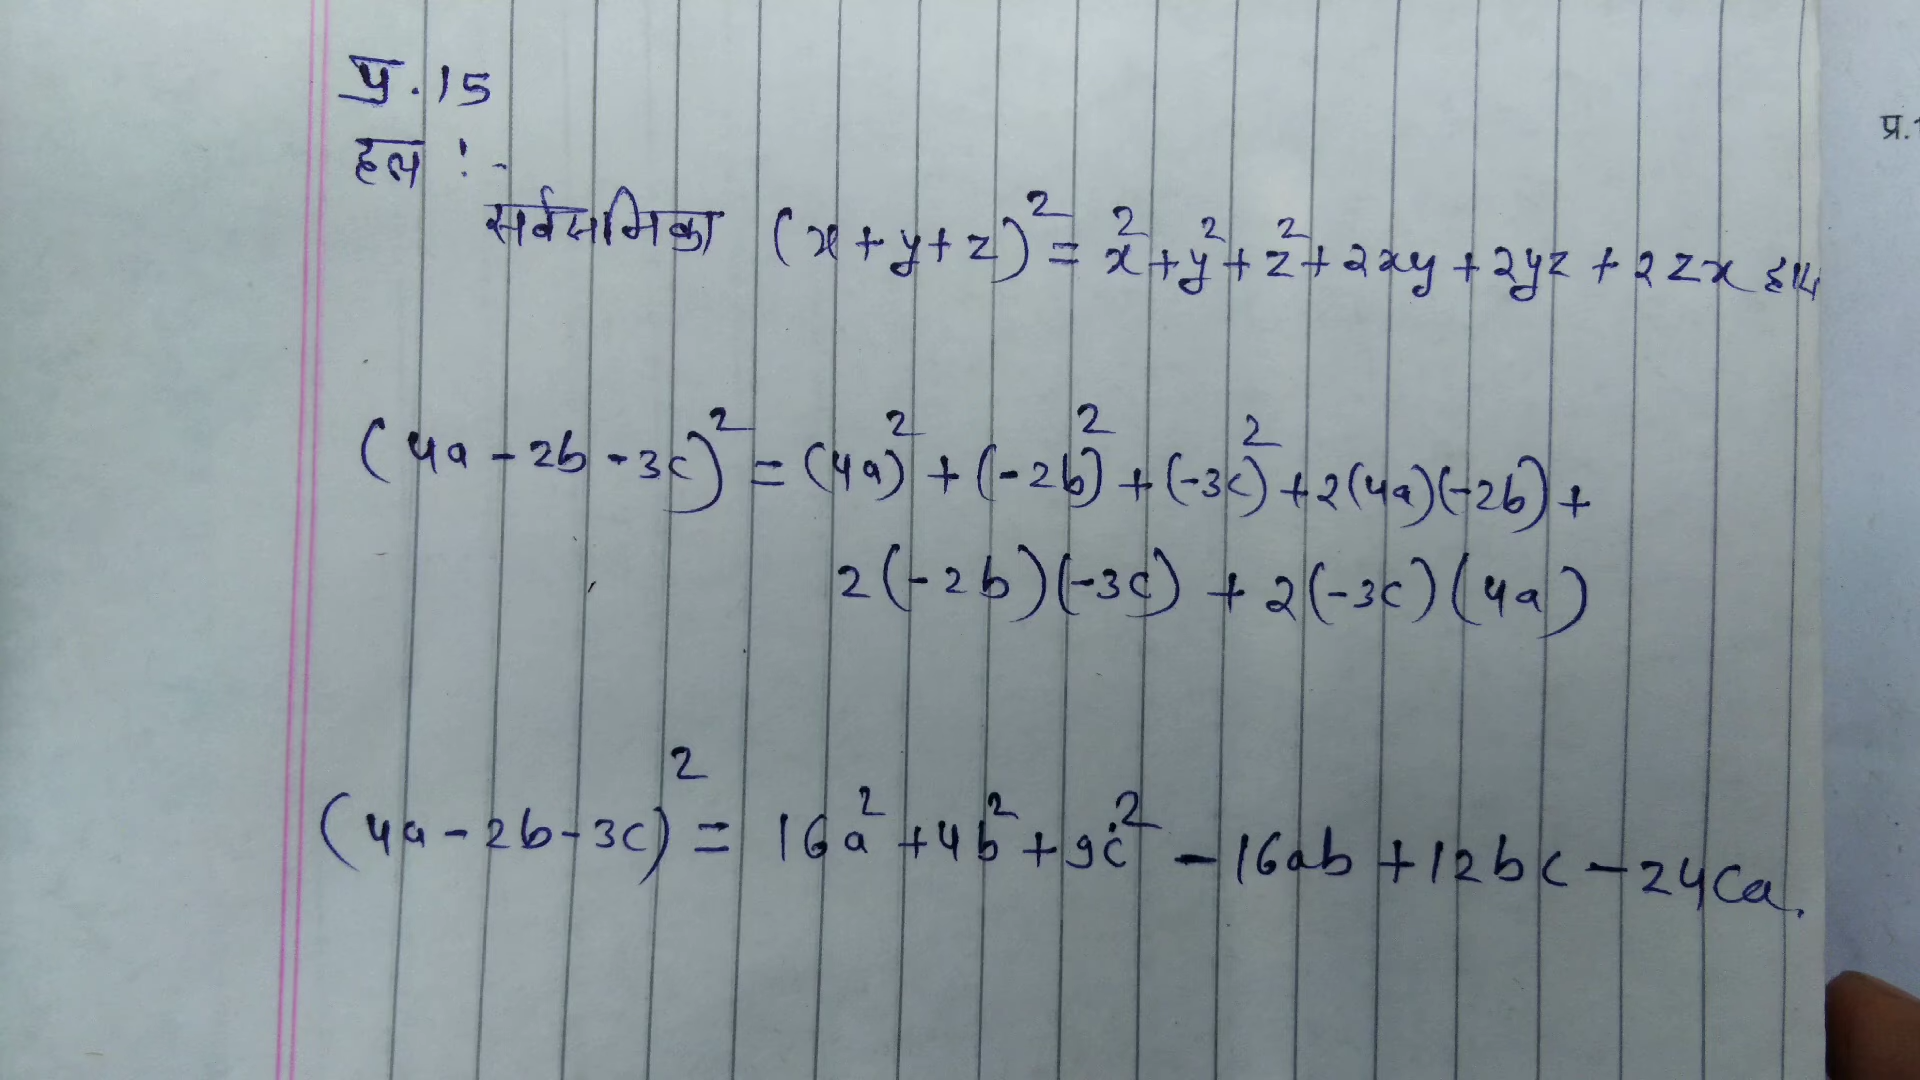 प्र.15
हल :-
सर्वसमिका (x+y+z)² = x²+y²+z²+2xy+2yz+2zx द्वारा
(4a-2b-3c)² = (4a)²+(-2b)²+(-3c)²+2(4a)(-2b)+
2(-2b)(-3c)+2(-3c)(4a)
(4a-2b-3c)² = 16a²+4b²+9c²-16ab+12bc-24ca.
प्र.